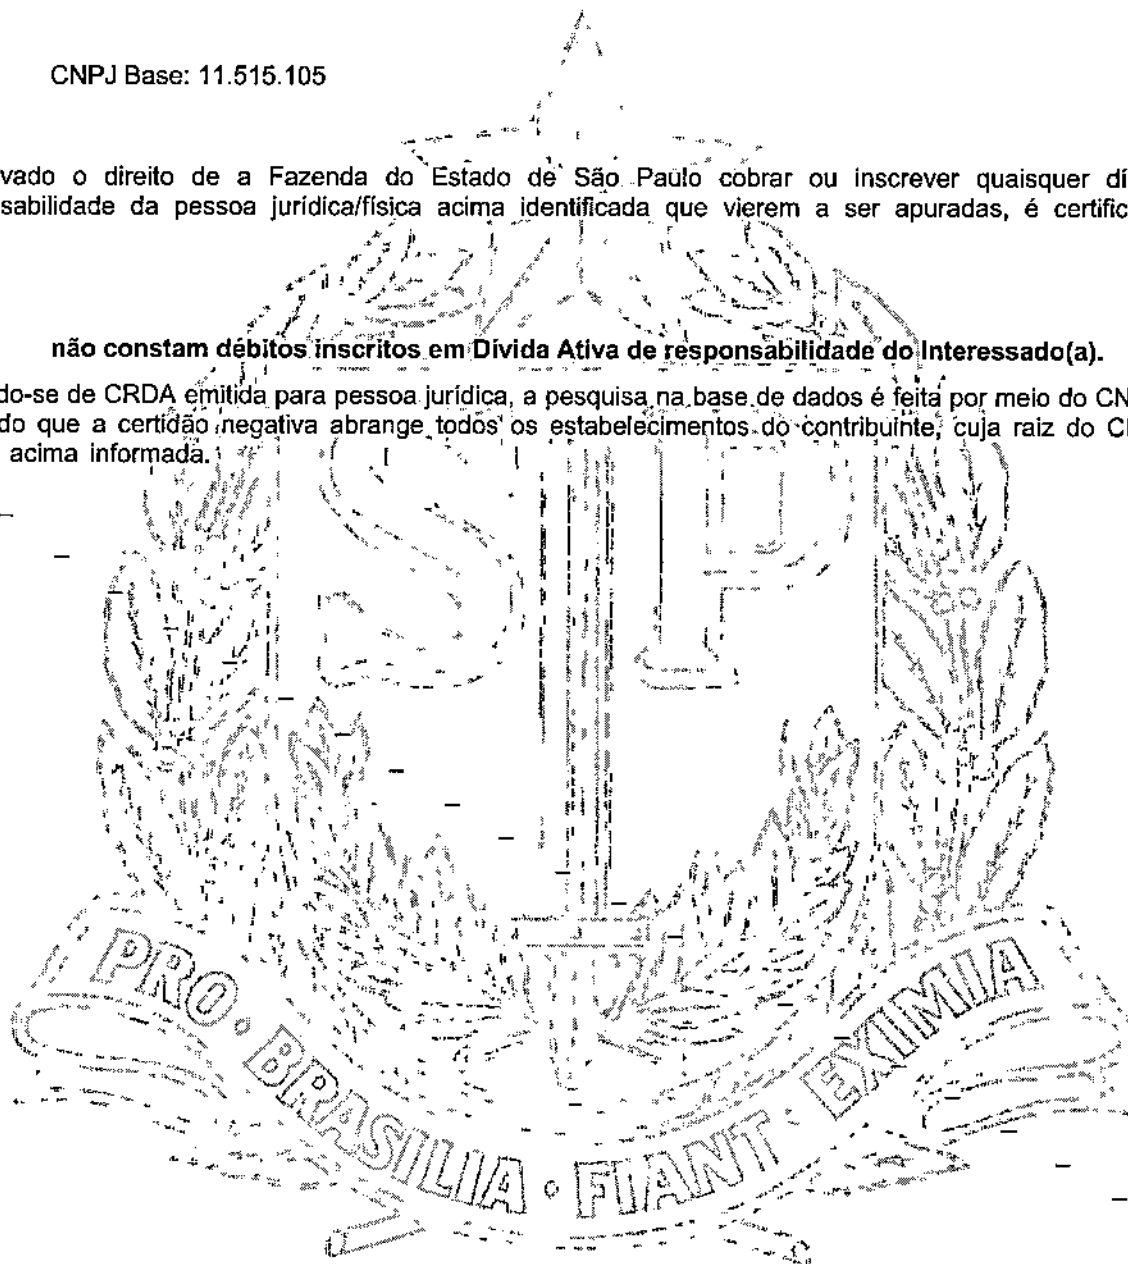 CNPJ Base: 11.515.105
vado o direito de a Fazenda do Estado de São Paulo cobrar ou inscrever quaisquer dí
sabilidade da pessoa jurídica/física acima identificada que vierem a ser apuradas, é certific
não constam débitos inscritos em Dívida Ativa de responsabilidade do Interessado(a).
do-se de CRDA emitida para pessoa jurídica, a pesquisa na base de dados é feita por meio do CN
do que a certidão negativa abrange todos os estabelecimentos do contribuinte, cuja raiz do C
acima informada.
SP
PRO BRASILIA FIANT EXIMIA